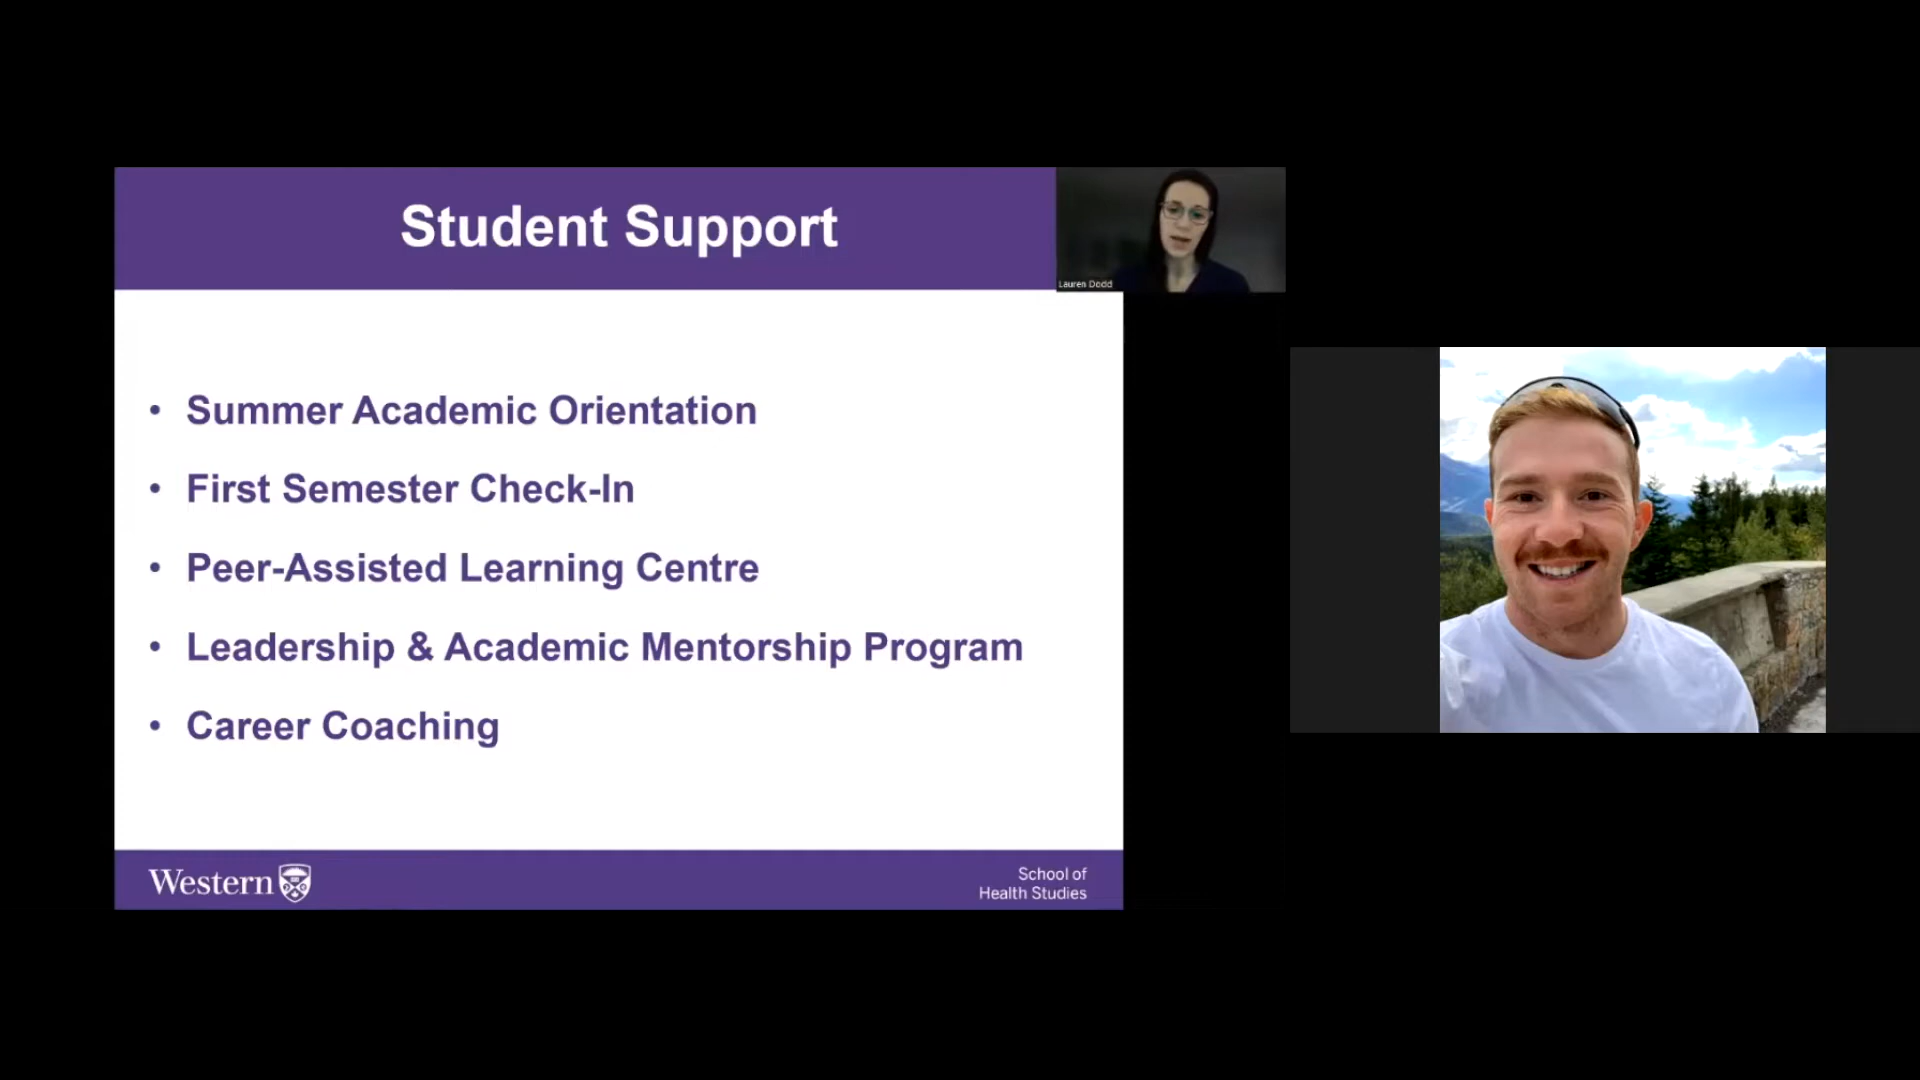 Student Support
Lauren Dodd
• Summer Academic Orientation
• First Semester Check-In
• Peer-Assisted Learning Centre
• Leadership & Academic Mentorship Program
• Career Coaching
Western
School of
Health Studies